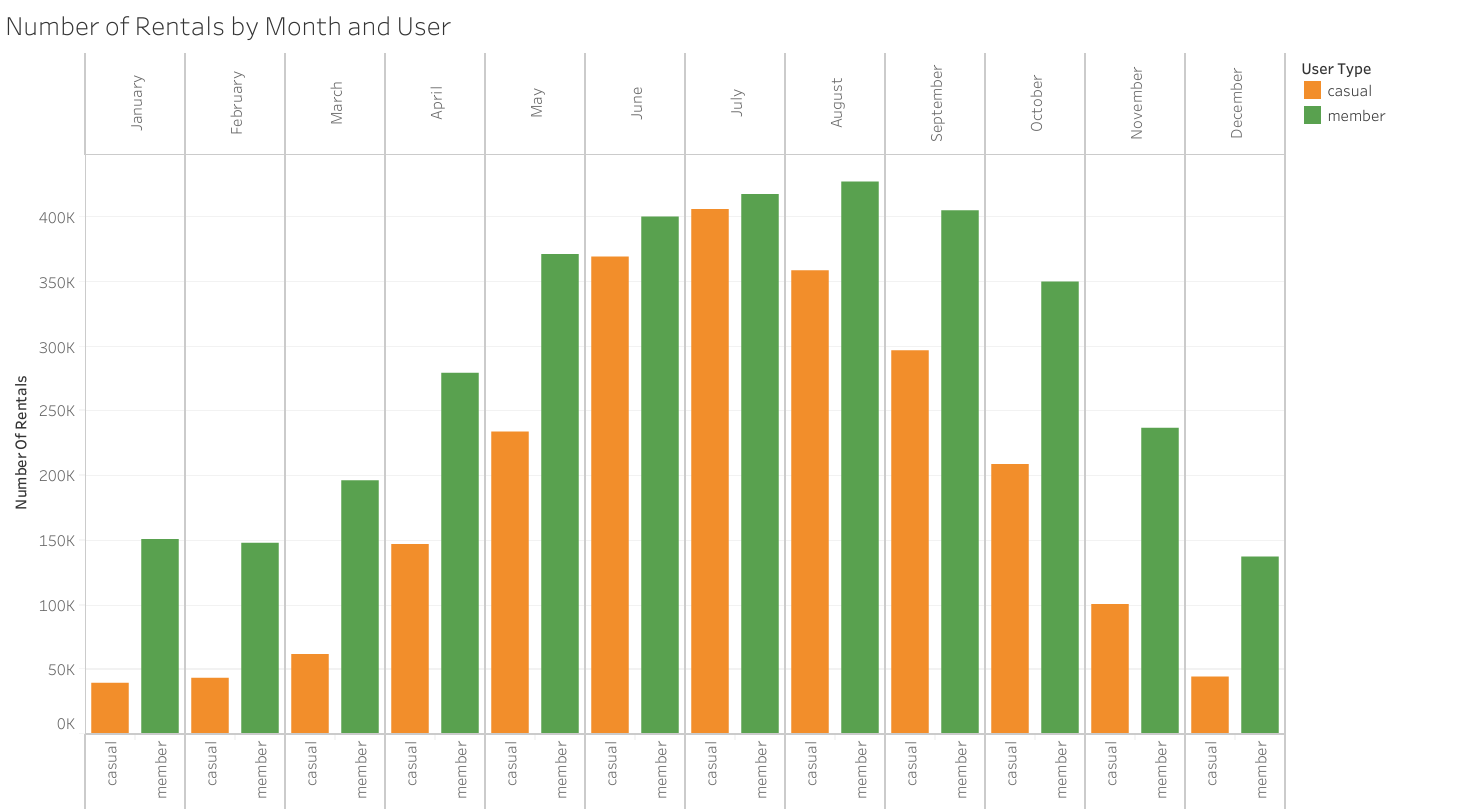 Number of Rentals by Month and User
January
February
March
April
May
June
July
August
September
October
November
December
User Type
casual
member
Number Of Rentals
400K
350K
300K
250K
200K
150K
100K
50K
0K
casual
member
casual
member
casual
member
casual
member
casual
member
casual
member
casual
member
casual
member
casual
member
casual
member
casual
member
casual
member